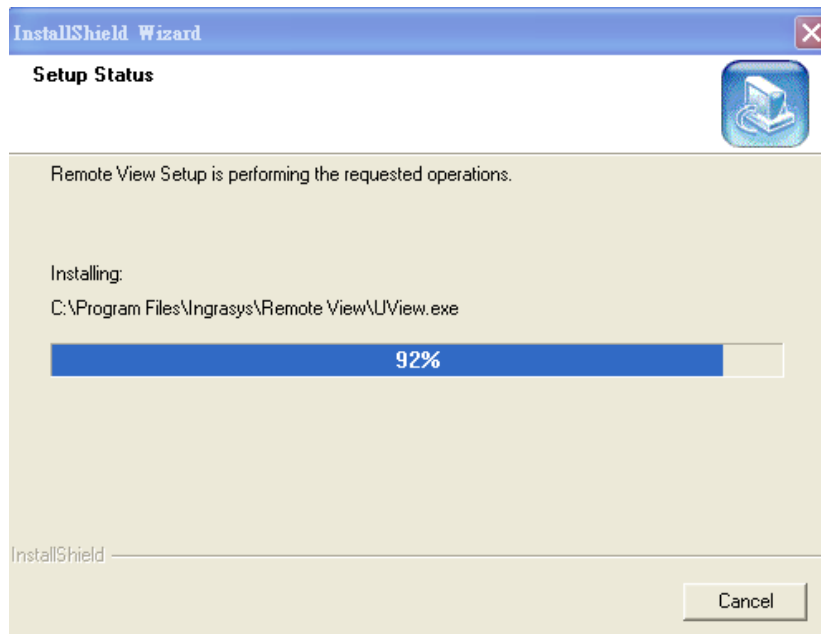 InstallShield Wizard
Setup Status
Remote View Setup is performing the requested operations.
Installing:
C:\Program Files\Ingrasys\Remote View\UView.exe
92%
InstallShield
Cancel